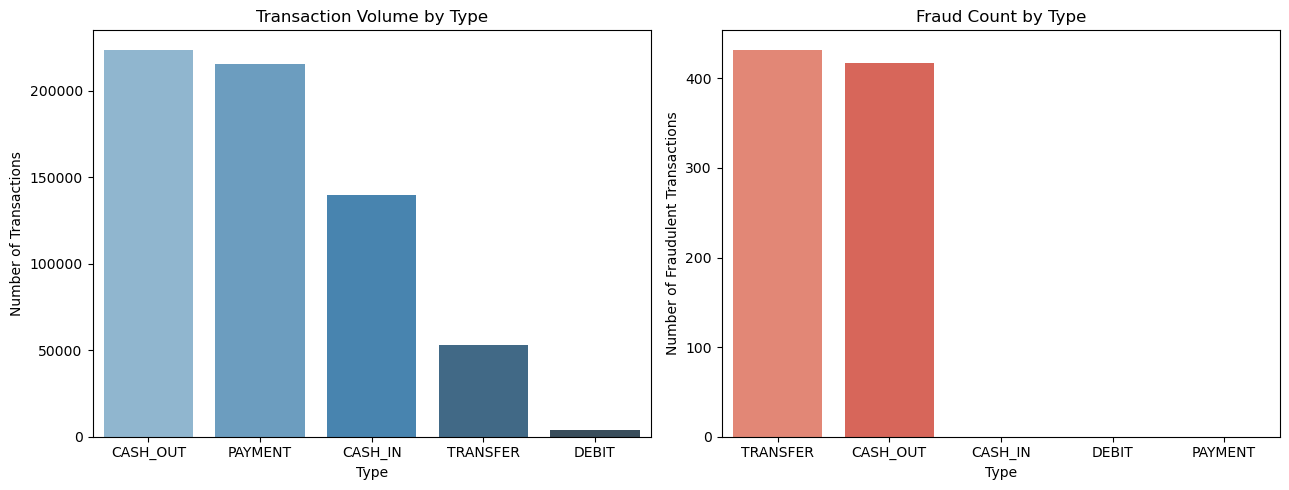 Transaction Volume by Type
Number of Transactions
200000
150000
100000
50000
0
CASH_OUT PAYMENT CASH_IN TRANSFER DEBIT
Type
Fraud Count by Type
Number of Fraudulent Transactions
400
300
200
100
0
TRANSFER CASH_OUT CASH_IN DEBIT PAYMENT
Type